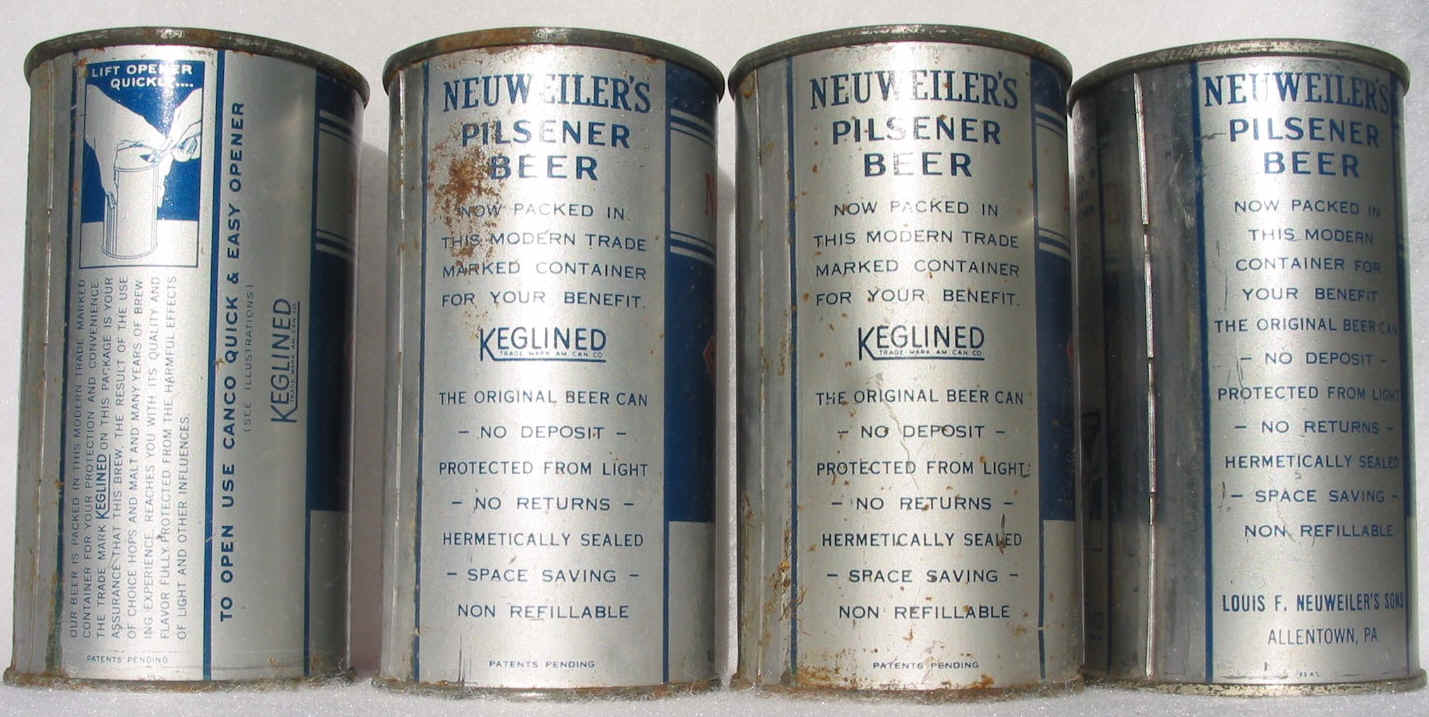 LIFT OPENER
QUICKLY....
OUR BEER IS PACKED IN THIS MODERN TRADE MARKED
CONTAINER FOR YOUR PROTECTION AND CONVENIENCE.
THE TRADE MARK KEGLINED ON THIS PACKAGE IS YOUR
ASSURANCE THAT THIS BREW, THE RESULT OF THE USE
OF CHOICE HOPS AND MALT AND MANY YEARS OF BREW
ING EXPERIENCE, REACHES YOU WITH ITS QUALITY AND
FLAVOR FULLY PROTECTED FROM THE HARMFUL EFFECTS
OF LIGHT AND OTHER INFLUENCES.
PATENTS PENDING
TO OPEN USE CANCO QUICK & EASY OPENER
(SEE ILLUSTRATIONS)
KEGLINED
TRADE MARK AM. CAN CO.
NEUWEILER'S
PILSENER
BEER
NOW PACKED IN
THIS MODERN TRADE
MARKED CONTAINER
FOR YOUR BENEFIT.
KEGLINED
TRADE MARK AM. CAN CO.
THE ORIGINAL BEER CAN
– NO DEPOSIT –
PROTECTED FROM LIGHT
– NO RETURNS –
HERMETICALLY SEALED
– SPACE SAVING –
NON REFILLABLE
PATENTS PENDING
NEUWEILER'S
PILSENER
BEER
NOW PACKED IN
THIS MODERN TRADE
MARKED CONTAINER
FOR YOUR BENEFIT.
KEGLINED
TRADE MARK AM. CAN CO.
THE ORIGINAL BEER CAN
– NO DEPOSIT –
PROTECTED FROM LIGHT
– NO RETURNS –
HERMETICALLY SEALED
– SPACE SAVING –
NON REFILLABLE
PATENTS PENDING
NEUWEILER'S
PILSENER
BEER
NOW PACKED IN
THIS MODERN
CONTAINER FOR
YOUR BENEFIT
THE ORIGINAL BEER CAN
– NO DEPOSIT –
PROTECTED FROM LIGHT
– NO RETURNS –
HERMETICALLY SEALED
– SPACE SAVING –
NON REFILLABLE
LOUIS F. NEUWEILER'S SONS
ALLENTOWN, PA